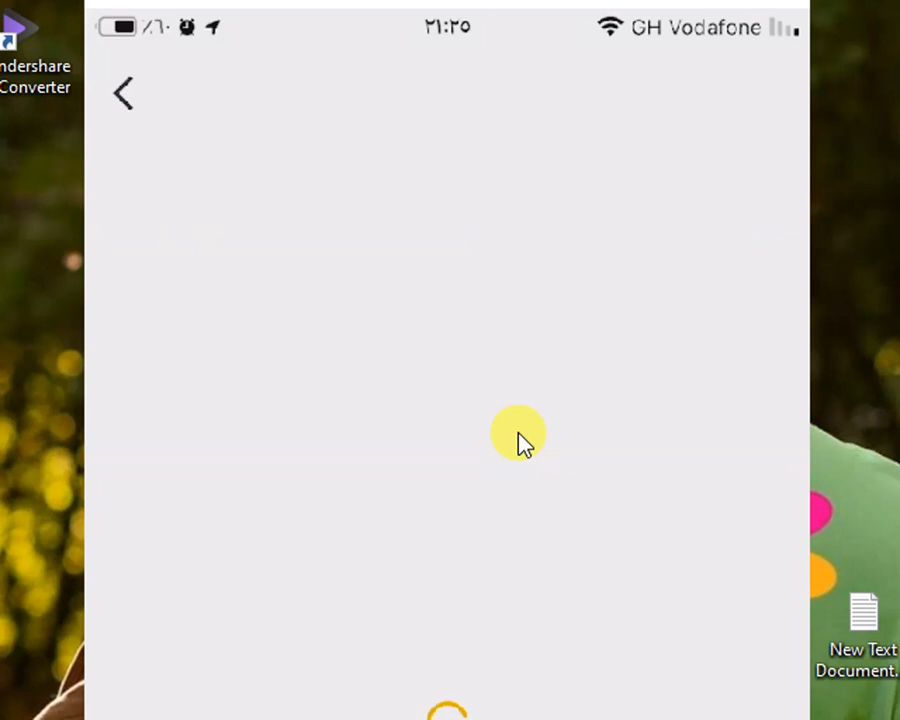 ٪٦٠
٢١:٢٥
GH Vodafone
ndershare
Converter
New Text
Document.